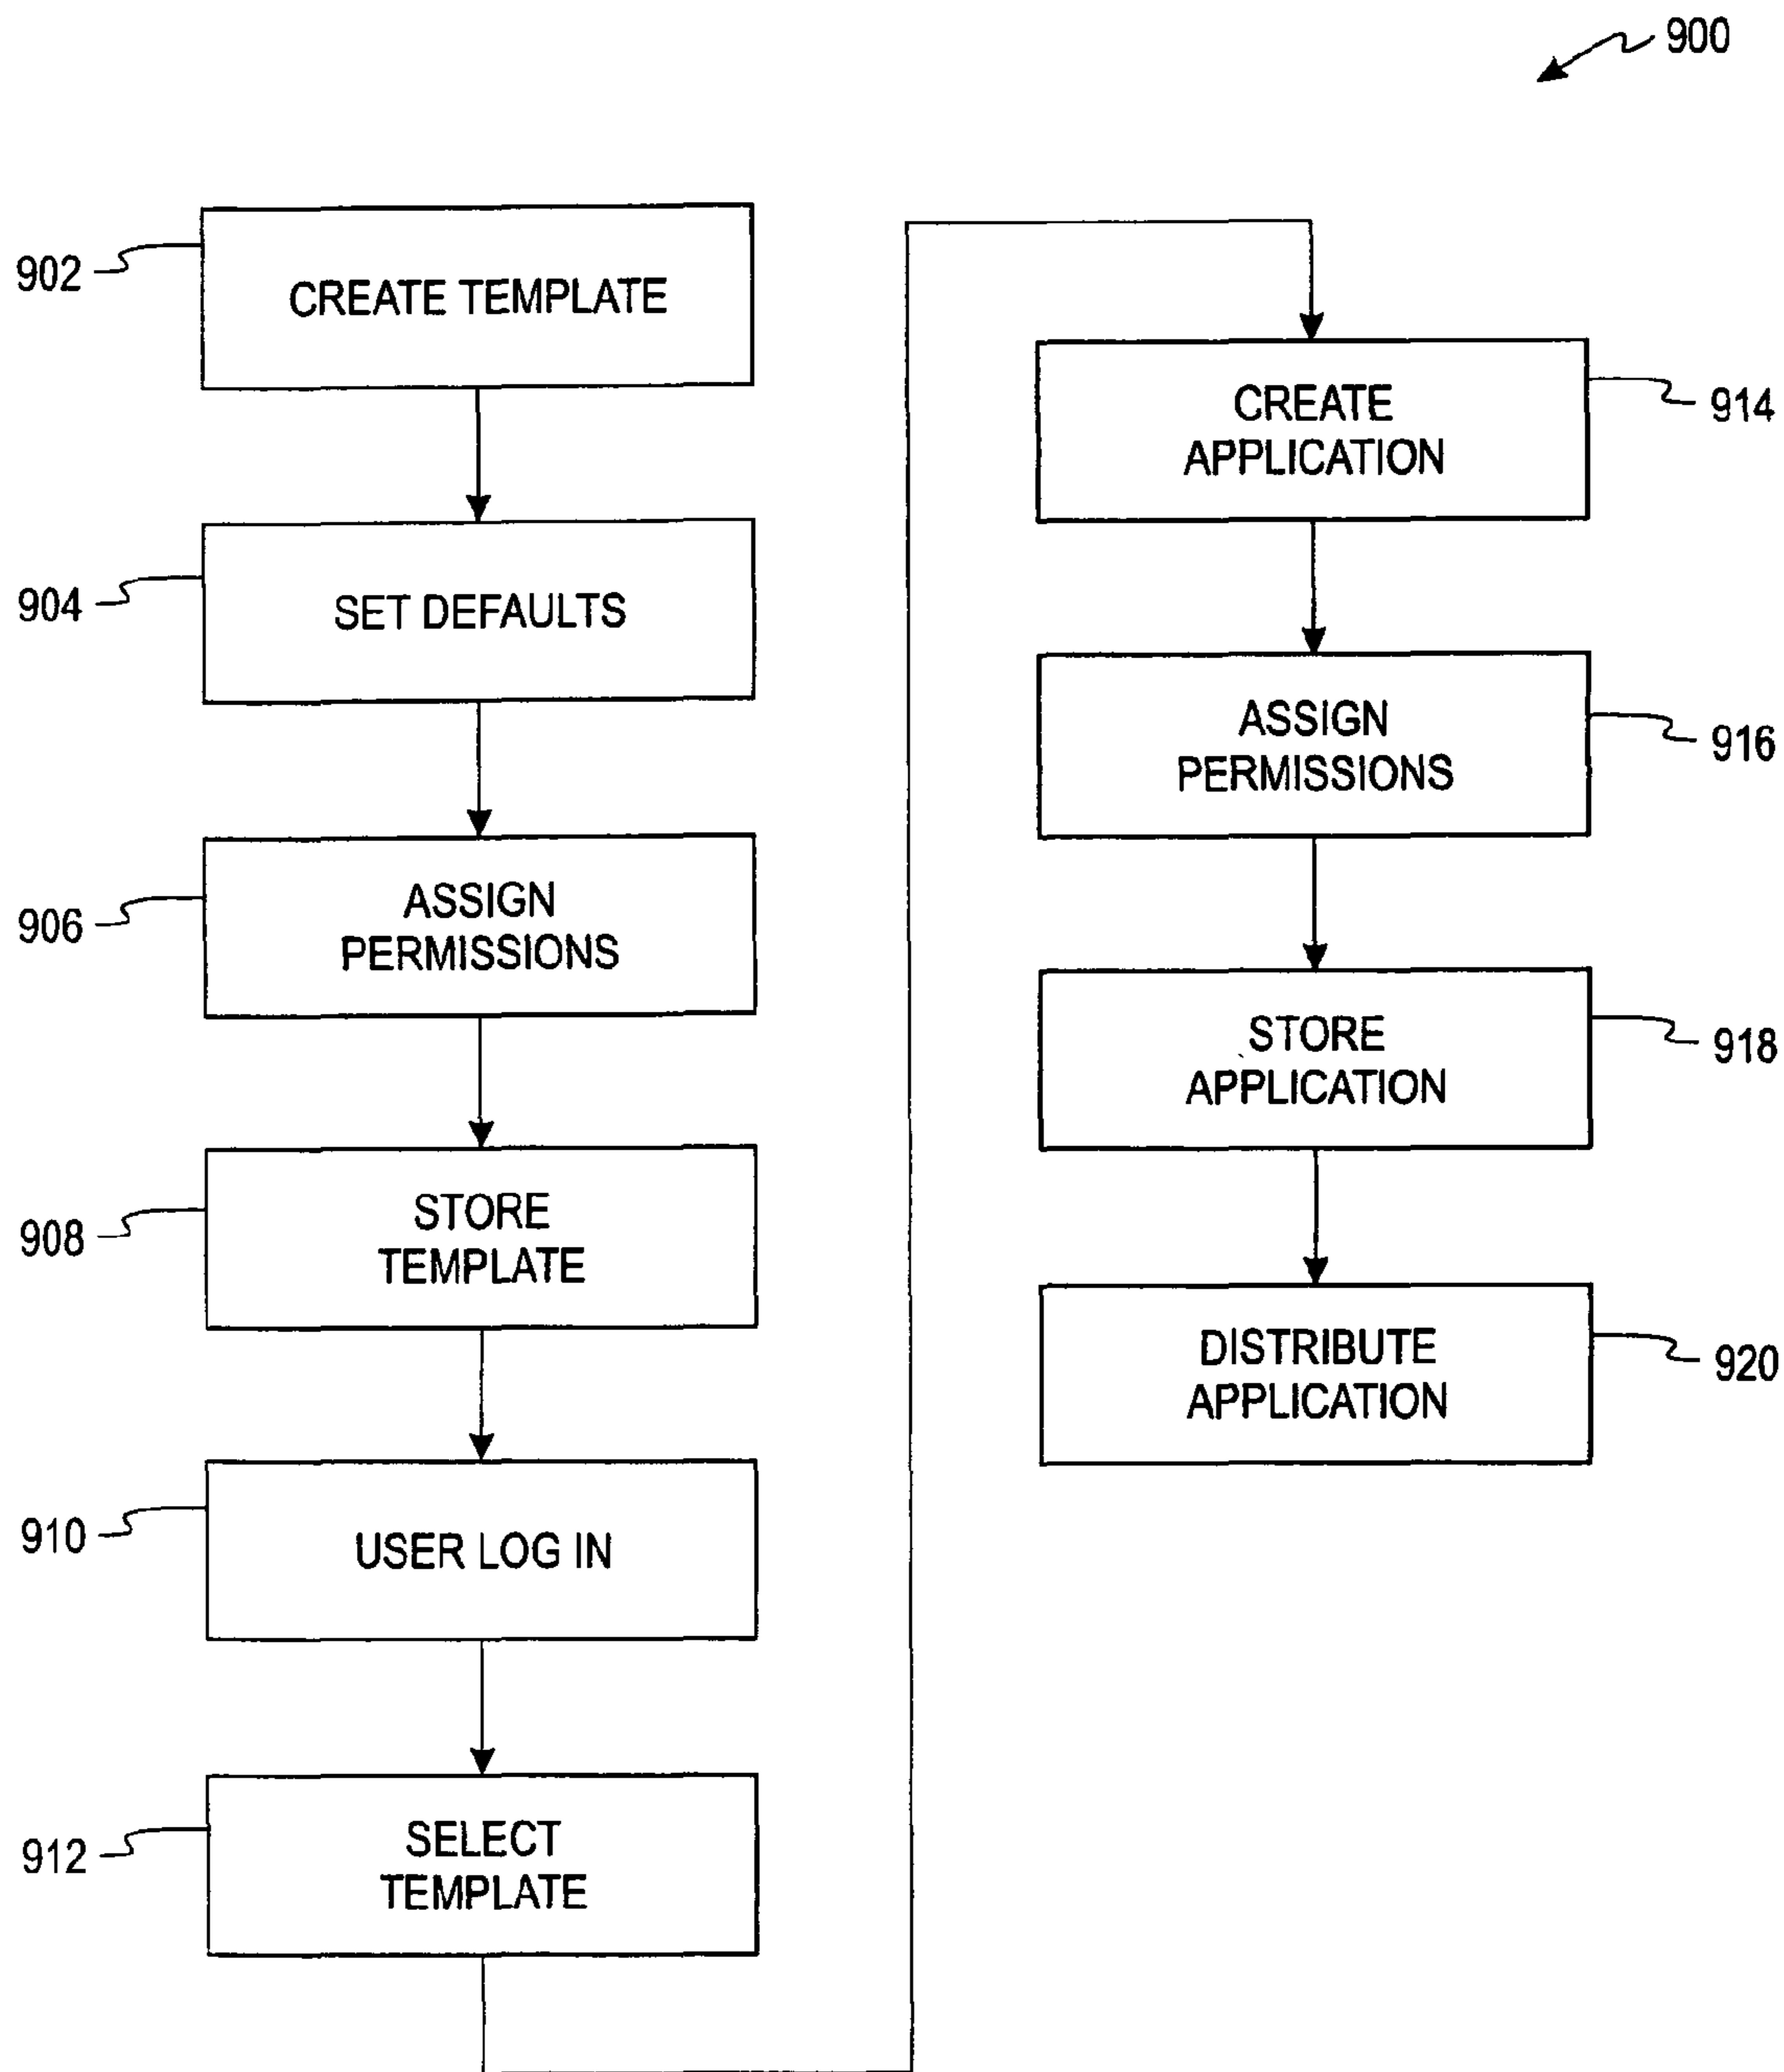 900
902
CREATE TEMPLATE
904
SET DEFAULTS
906
ASSIGN
PERMISSIONS
908
STORE
TEMPLATE
910
USER LOG IN
912
SELECT
TEMPLATE
CREATE
APPLICATION
914
ASSIGN
PERMISSIONS
916
STORE
APPLICATION
918
DISTRIBUTE
APPLICATION
920